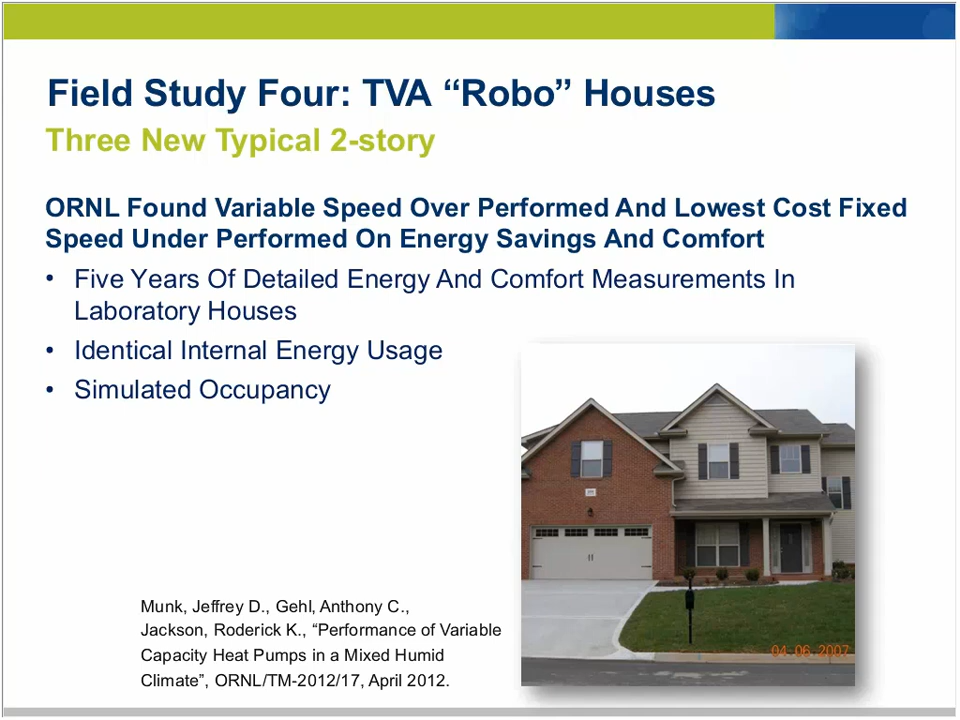 Field Study Four: TVA “Robo” Houses
Three New Typical 2-story
ORNL Found Variable Speed Over Performed And Lowest Cost Fixed
Speed Under Performed On Energy Savings And Comfort
• Five Years Of Detailed Energy And Comfort Measurements In
Laboratory Houses
• Identical Internal Energy Usage
• Simulated Occupancy
Munk, Jeffrey D., Gehl, Anthony C.,
Jackson, Roderick K., “Performance of Variable
Capacity Heat Pumps in a Mixed Humid
Climate”, ORNL/TM-2012/17, April 2012.
04 06 2007